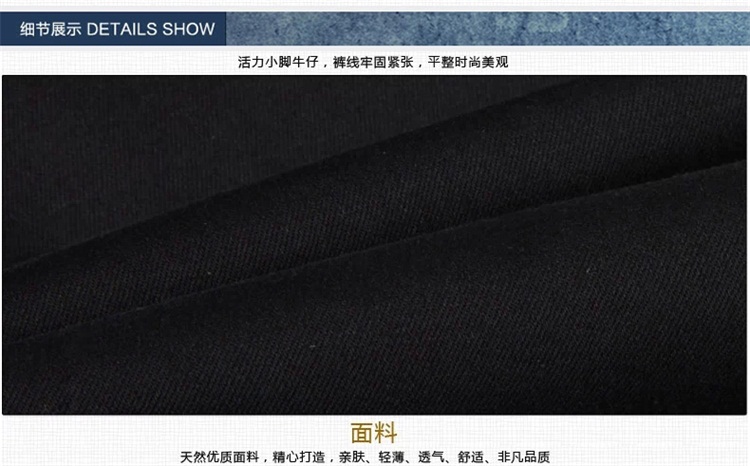 细节展示 DETAILS SHOW
活力小脚牛仔，裤线牢固紧张，平整时尚美观
面料
天然优质面料，精心打造，亲肤、轻薄、透气、舒适、非凡品质